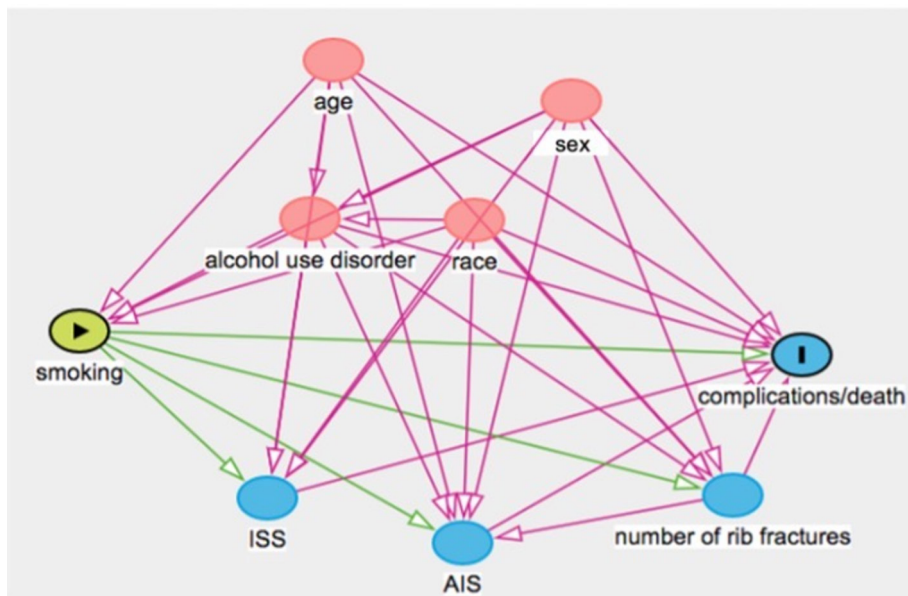 age
sex
alcohol use disorder
race
smoking
complications/death
ISS
number of rib fractures
AIS